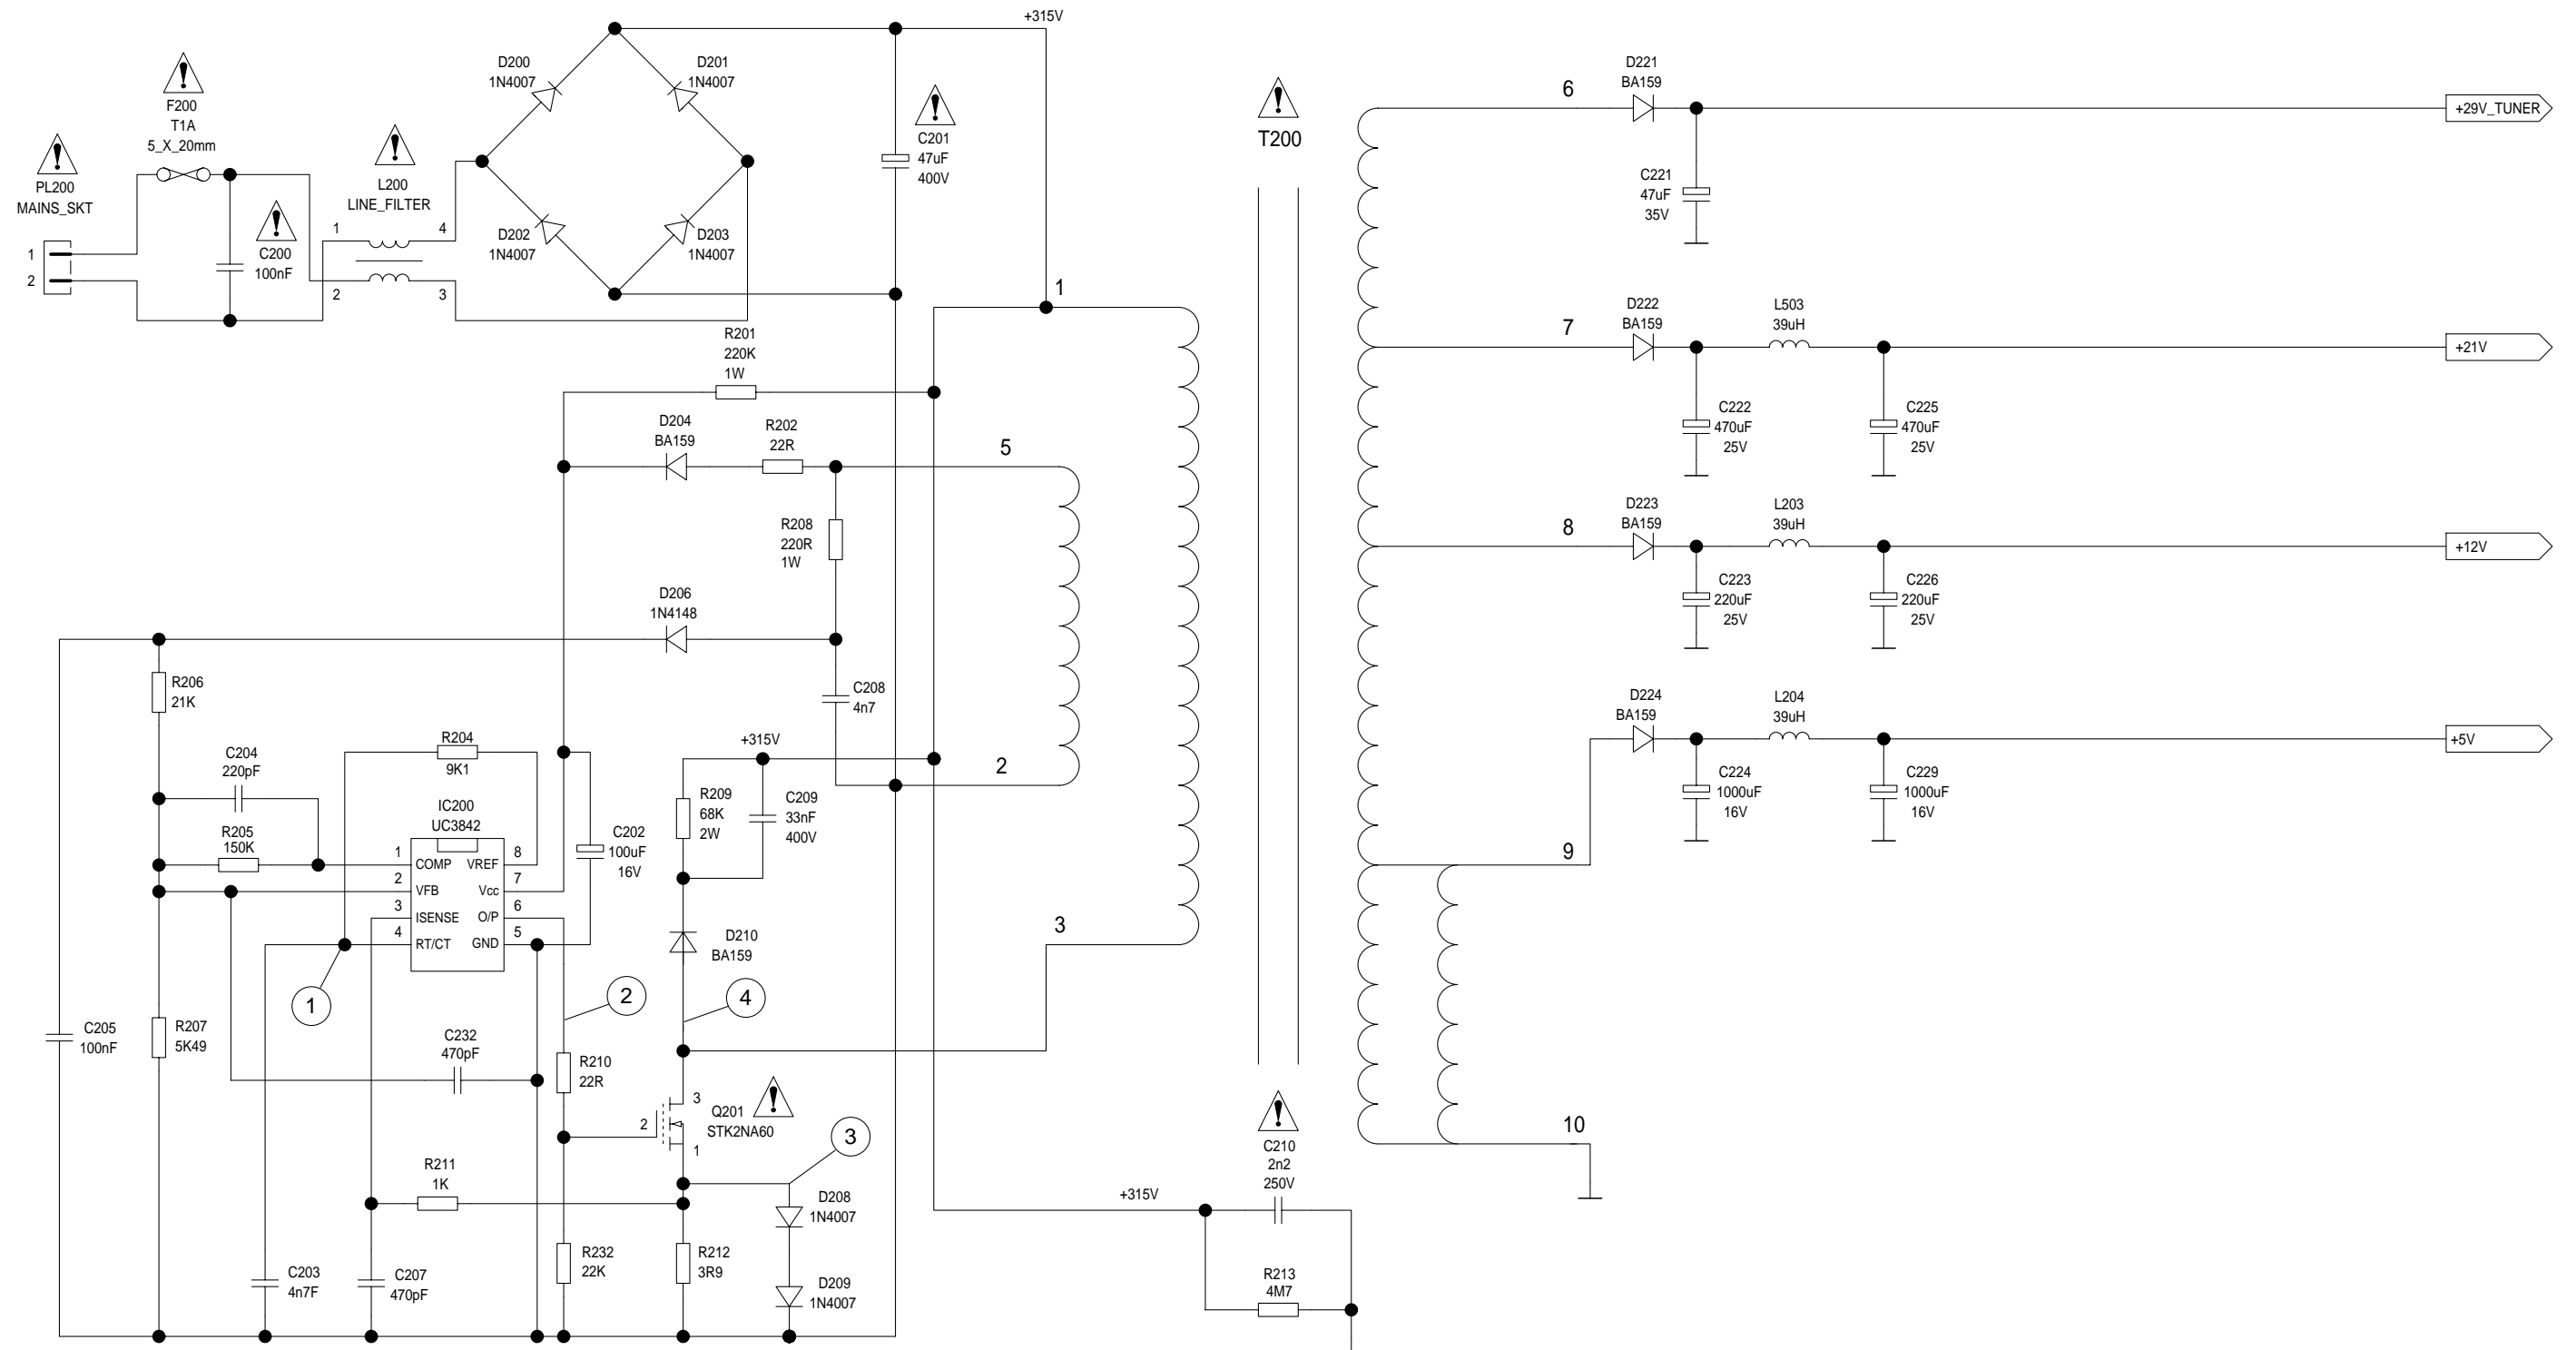 +315V
F200
T1A
5_X_20mm
PL200
MAINS_SKT
1
2
C200
100nF
L200
LINE_FILTER
1
4
2
3
D200
1N4007
D201
1N4007
D202
1N4007
D203
1N4007
C201
47uF
400V
T200
6
D221
BA159
+29V_TUNER
C221
47uF
35V
1
R201
220K
1W
7
D222
BA159
L503
39uH
+21V
C222
470uF
25V
C225
470uF
25V
D204
BA159
R202
22R
5
R208
220R
1W
8
D223
BA159
L203
39uH
+12V
C223
220uF
25V
C226
220uF
25V
D206
1N4148
R206
21K
C208
4n7
2
D224
BA159
L204
39uH
+5V
C224
1000uF
16V
C229
1000uF
16V
9
10
C204
220pF
R204
9K1
R205
150K
IC200
UC3842
1
COMP
VREF
8
2
VFB
Vcc
7
3
ISENSE
O/P
6
4
RT/CT
GND
5
C202
100uF
16V
+315V
R209
68K
2W
C209
33nF
400V
D210
BA159
3
1
2
4
C205
100nF
R207
5K49
C232
470pF
R210
22R
3
2
1
Q201
STK2NA60
3
R211
1K
C203
4n7F
C207
470pF
R232
22K
R212
3R9
D208
1N4007
D209
1N4007
+315V
C210
2n2
250V
R213
4M7